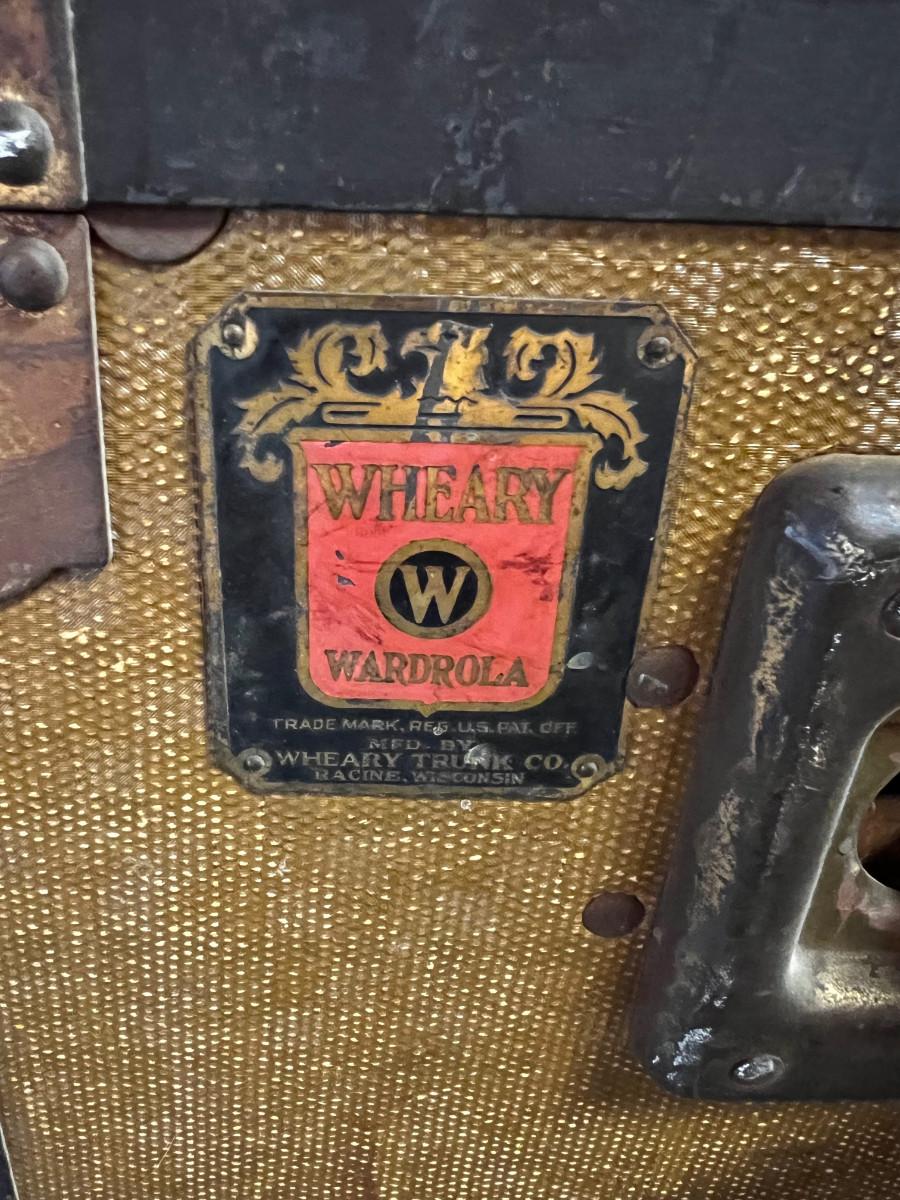 WHEARY
W
WARDROLA
TRADE MARK, REG. U.S. PAT. OFF.
MFD. BY
WHEARY TRUNK CO.
RACINE, WISCONSIN